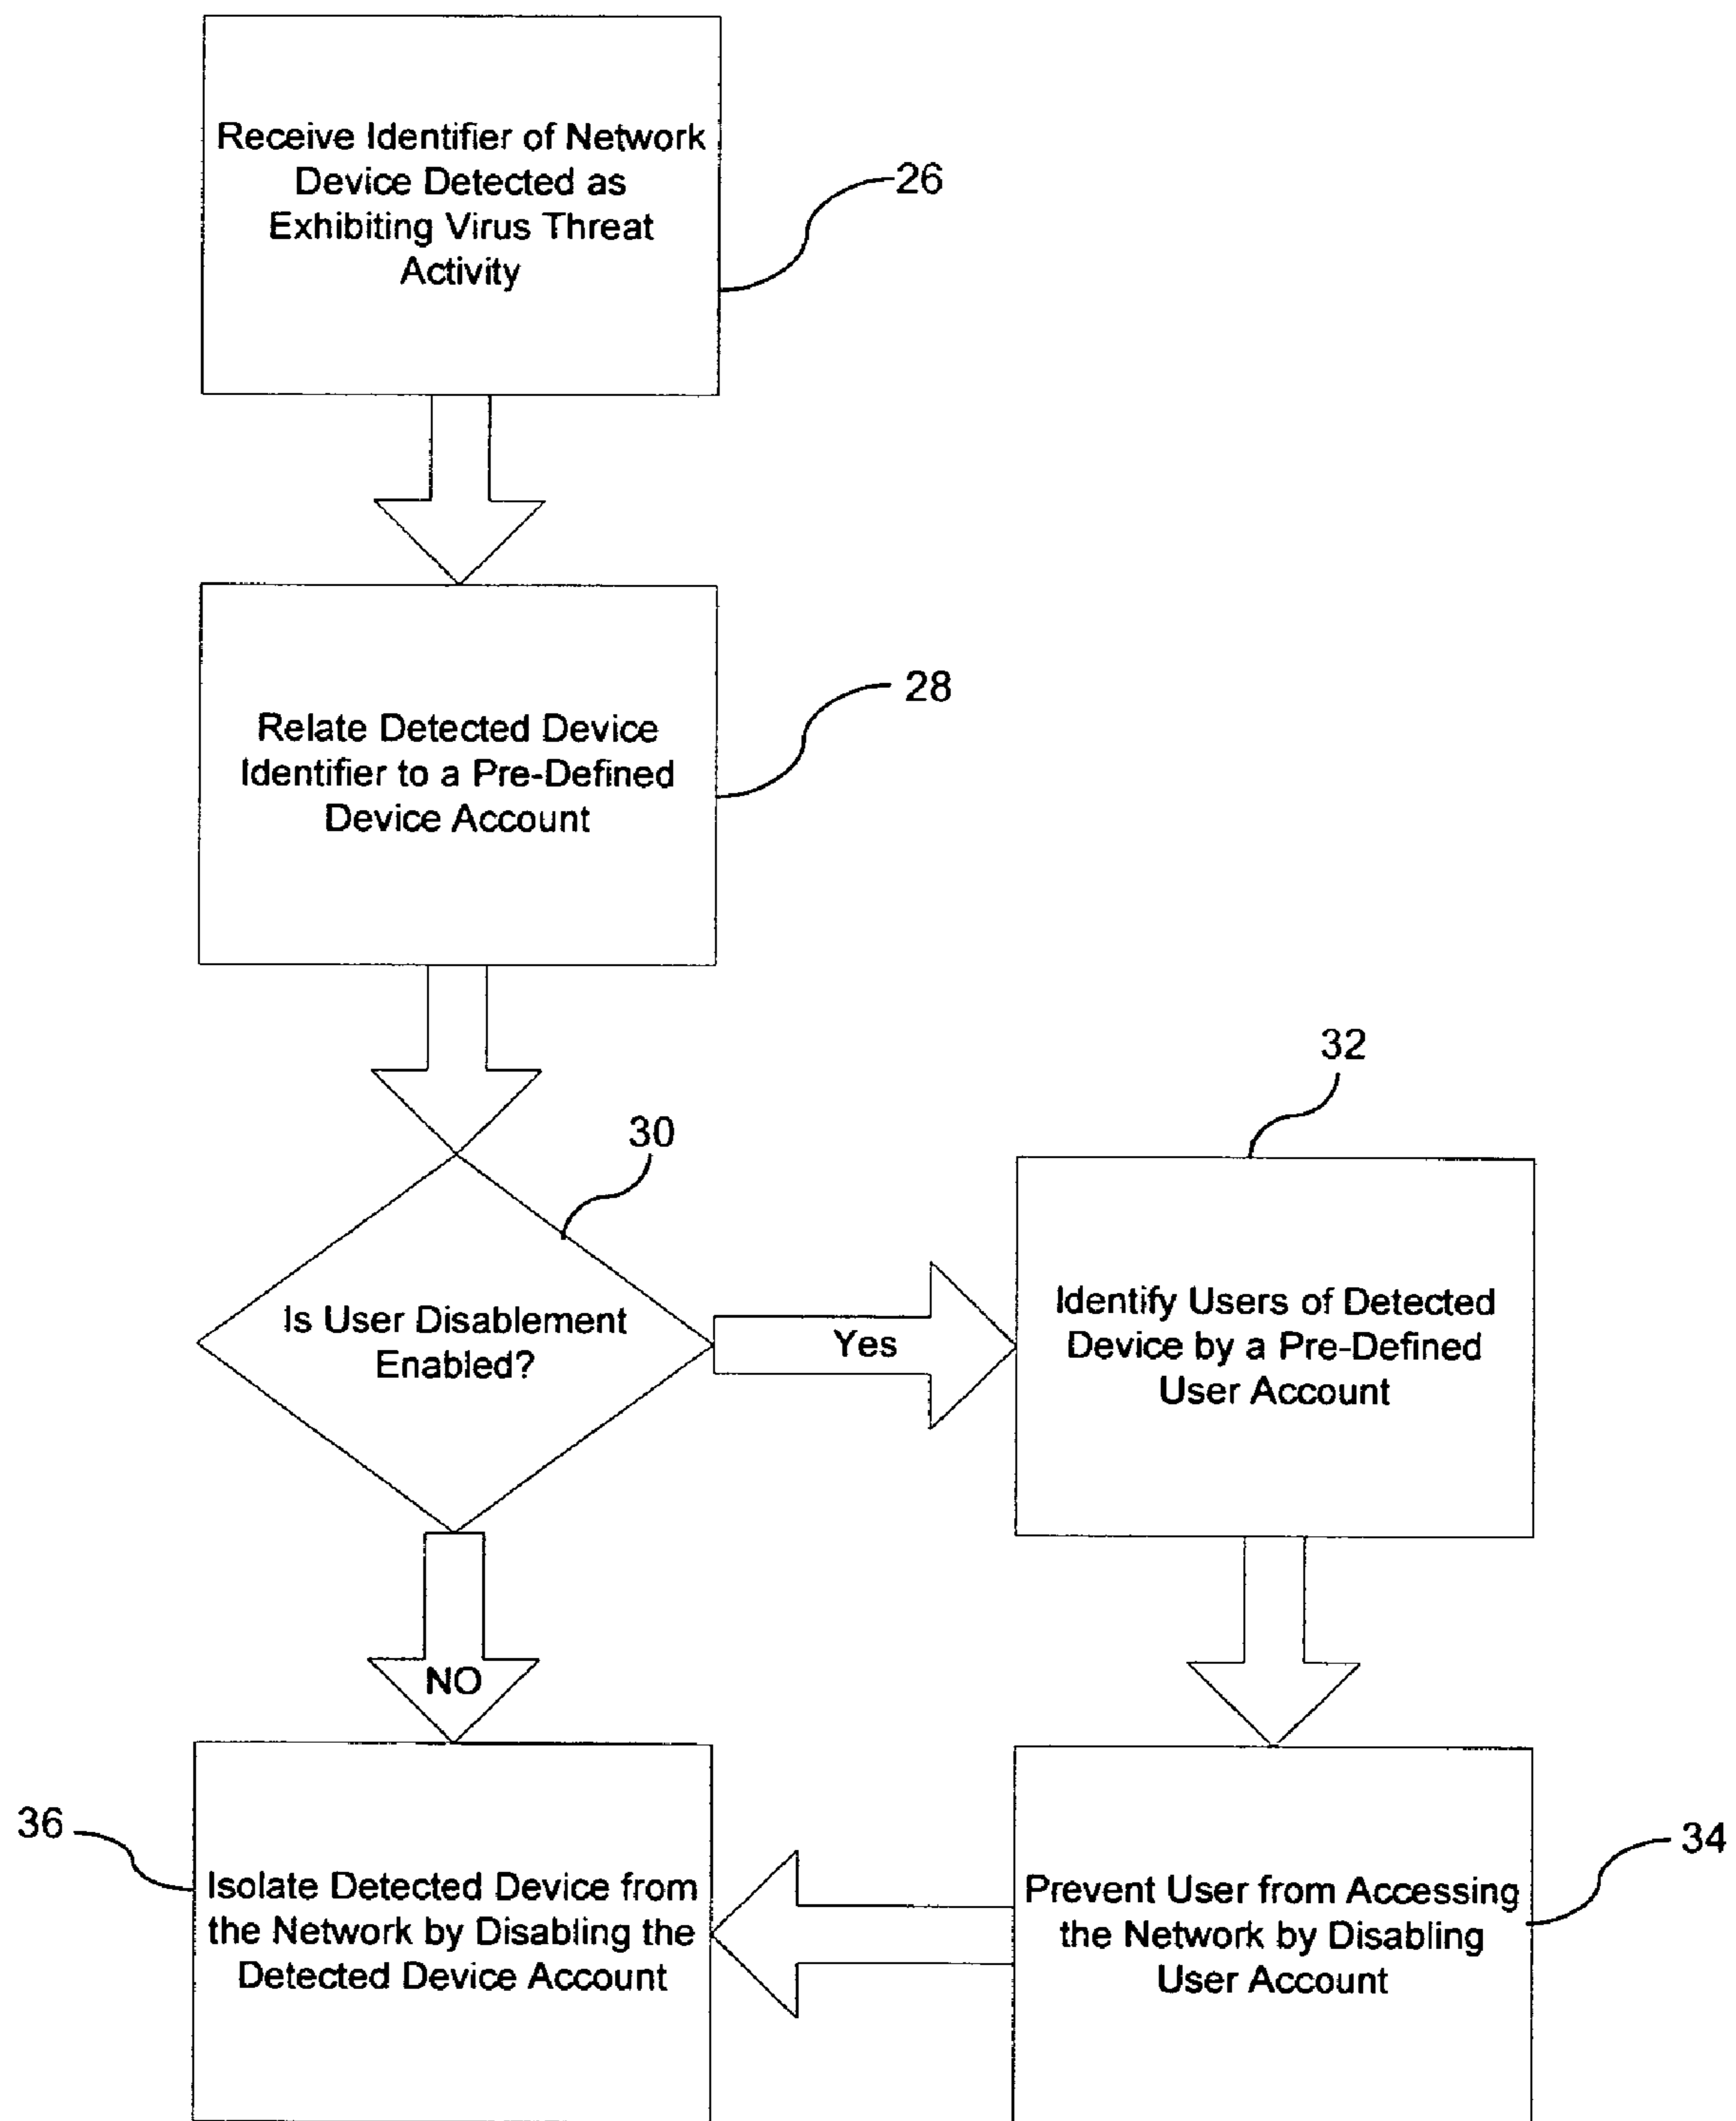 Receive Identifier of Network
Device Detected as
Exhibiting Virus Threat
Activity
26
Relate Detected Device
Identifier to a Pre-Defined
Device Account
28
Is User Disablement
Enabled?
30
Yes
Identify Users of Detected
Device by a Pre-Defined
User Account
32
NO
Isolate Detected Device from
the Network by Disabling the
Detected Device Account
36
Prevent User from Accessing
the Network by Disabling
User Account
34